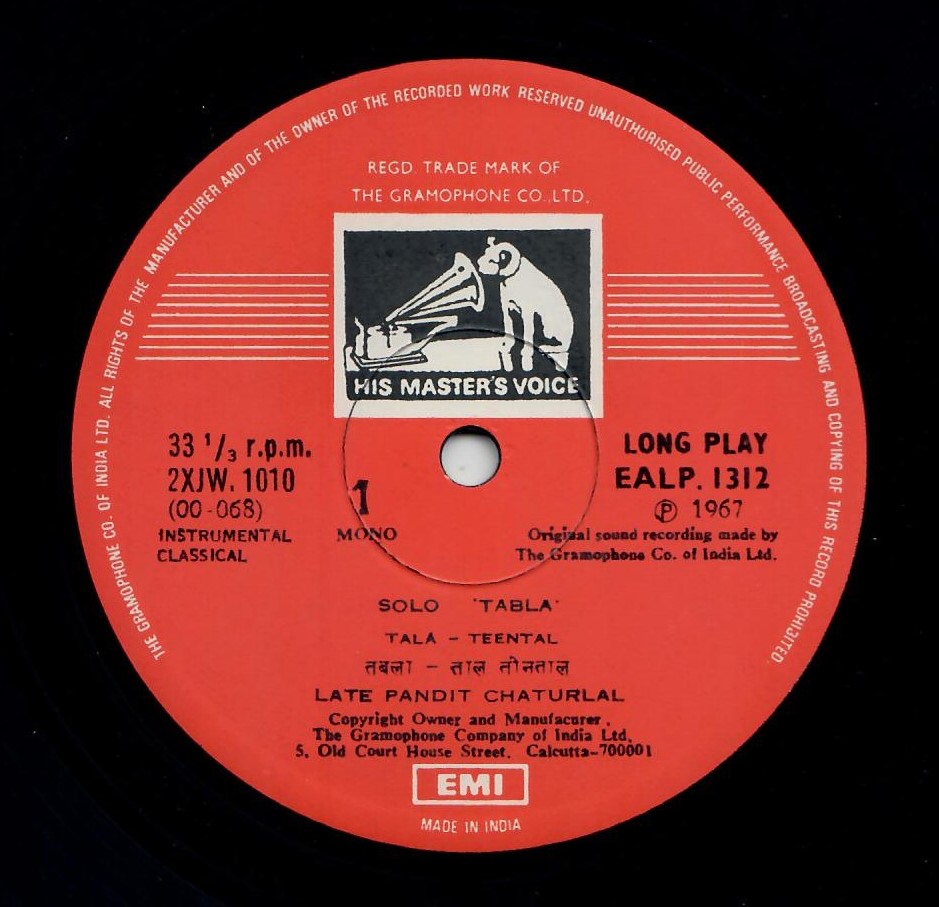 THE GRAMOPHONE CO. OF INDIA LTD. ALL RIGHTS OF THE MANUFACTURER AND OF THE OWNER OF THE RECORDED WORK RESERVED UNAUTHORISED PUBLIC PERFORMANCE BROADCASTING AND COPYING OF THIS RECORD PROHIBITED
REGD. TRADE MARK OF
THE GRAMOPHONE CO.,LTD.
HIS MASTER'S VOICE
33 1/3 r.p.m.
2XJW. 1010
(OO-068)
INSTRUMENTAL
CLASSICAL
1
MONO
LONG PLAY
EALP. 1312
℗ 1967
Original sound recording made by
The Gramophone Co. of India Ltd.
SOLO 'TABLA'
TALA - TEENTAL
तबला - ताल तीनताल
LATE PANDIT CHATURLAL
Copyright Owner and Manufacurer,
The Gramophone Company of India Ltd,
5, Old Court House Street, Calcutta-700001
EMI
MADE IN INDIA